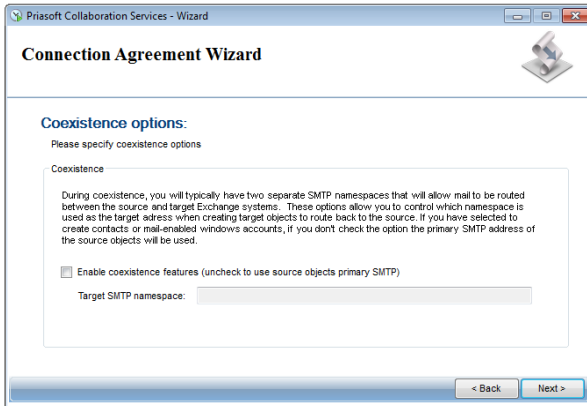 Priasoft Collaboration Services - Wizard
Connection Agreement Wizard
Coexistence options:
Please specify coexistence options
Coexistence
During coexistence, you will typically have two separate SMTP namespaces that will allow mail to be routed
between the source and target Exchange systems. These options allow you to control which namespace is
used as the target adress when creating target objects to route back to the source. If you have selected to
create contacts or mail-enabled windows accounts, if you don't check the option the primary SMTP address of
the source objects will be used.
Enable coexistence features (uncheck to use source objects primary SMTP)
Target SMTP namespace:
< Back Next >